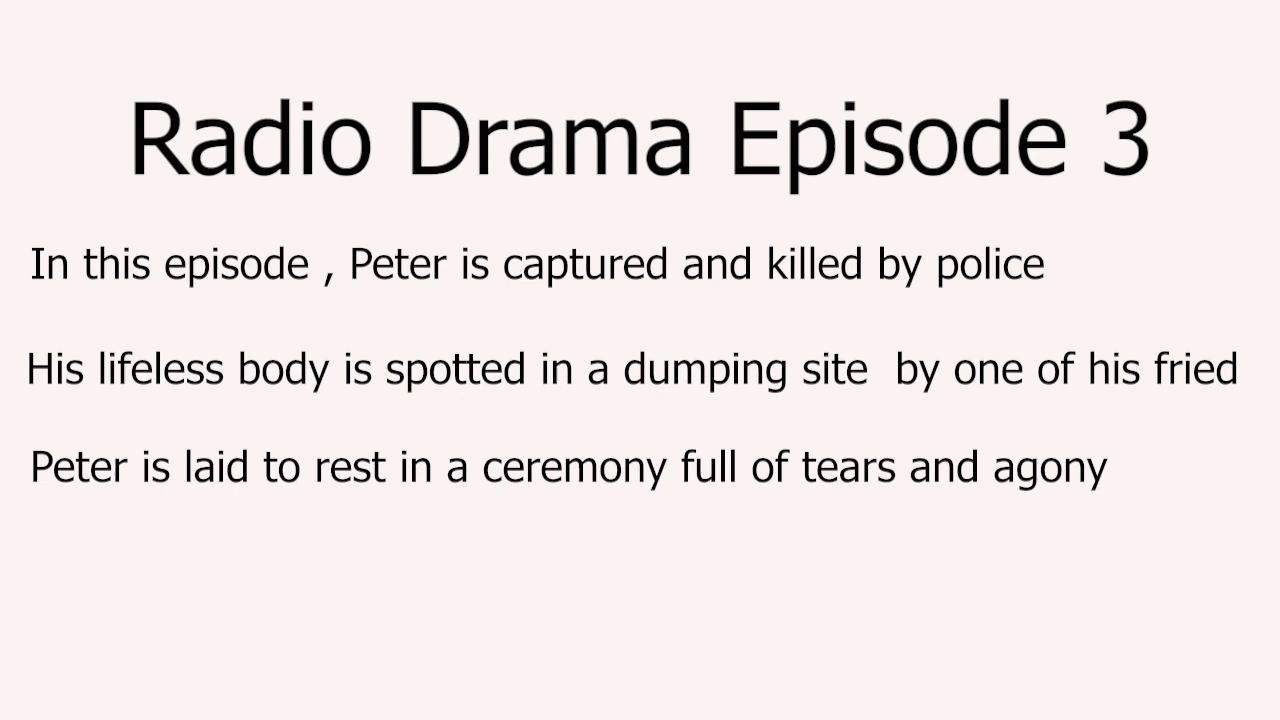 Radio Drama Episode 3
In this episode , Peter is captured and killed by police
His lifeless body is spotted in a dumping site  by one of his fried
Peter is laid to rest in a ceremony full of tears and agony